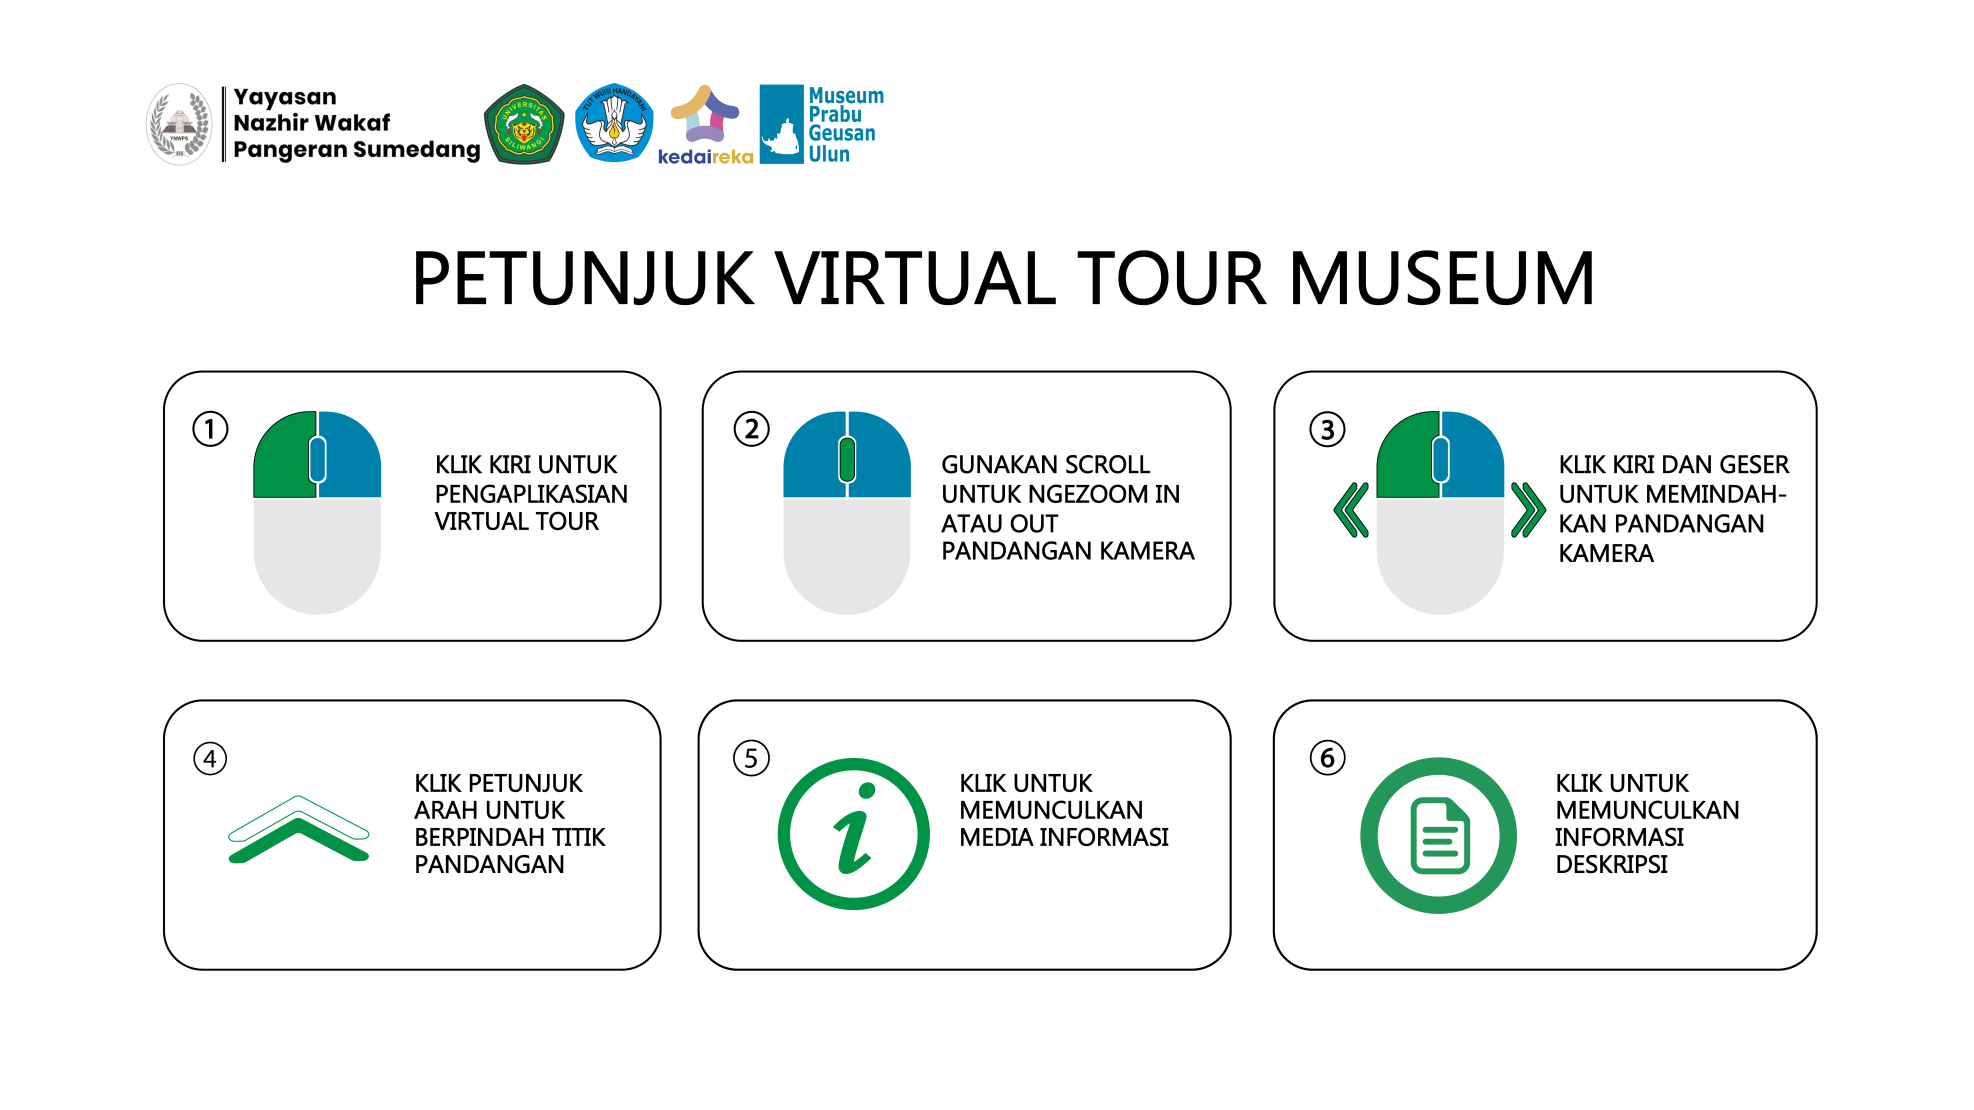 Yayasan
Nazhir Wakaf
Pangeran Sumedang
YNWPS
UNIVERSITAS
SILIWANGI
TUT WURI HANDAYANI
kedaireka
Museum
Prabu
Geusan
Ulun
PETUNJUK VIRTUAL TOUR MUSEUM
1
KLIK KIRI UNTUK
PENGAPLIKASIAN
VIRTUAL TOUR
2
GUNAKAN SCROLL
UNTUK NGEZOOM IN
ATAU OUT
PANDANGAN KAMERA
3
KLIK KIRI DAN GESER
UNTUK MEMINDAH-
KAN PANDANGAN
KAMERA
4
KLIK PETUNJUK
ARAH UNTUK
BERPINDAH TITIK
PANDANGAN
5
i
KLIK UNTUK
MEMUNCULKAN
MEDIA INFORMASI
6
KLIK UNTUK
MEMUNCULKAN
INFORMASI
DESKRIPSI